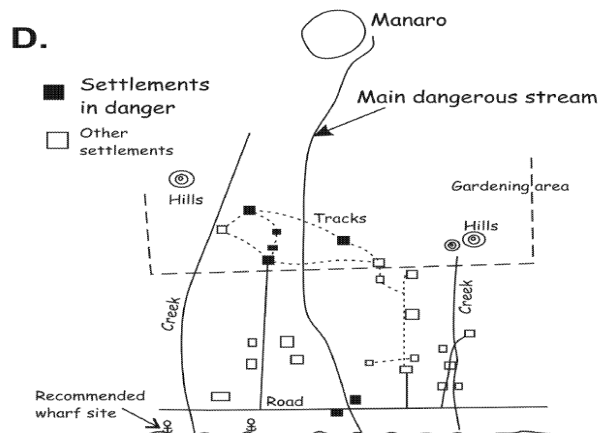 D.
Manaro
Settlements
in danger
Main dangerous stream
Other
settlements
Gardening area
Hills
Tracks
Hills
Creek
Creek
Recommended
wharf site
Road